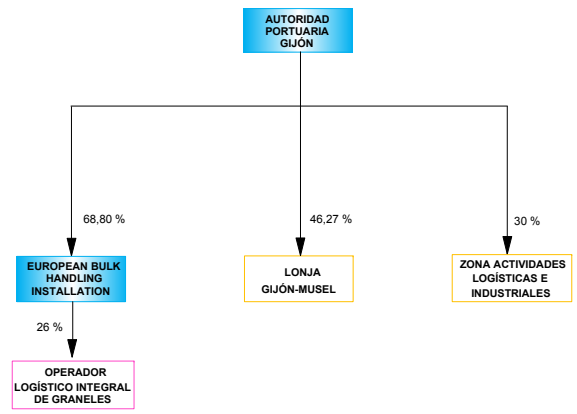 AUTORIDAD
PORTUARIA
GIJÓN
68,80 %
46,27 %
30 %
EUROPEAN BULK
HANDLING
INSTALLATION
LONJA
GIJÓN-MUSEL
ZONA ACTIVIDADES
LOGÍSTICAS E
INDUSTRIALES
26 %
OPERADOR
LOGÍSTICO INTEGRAL
DE GRANELES